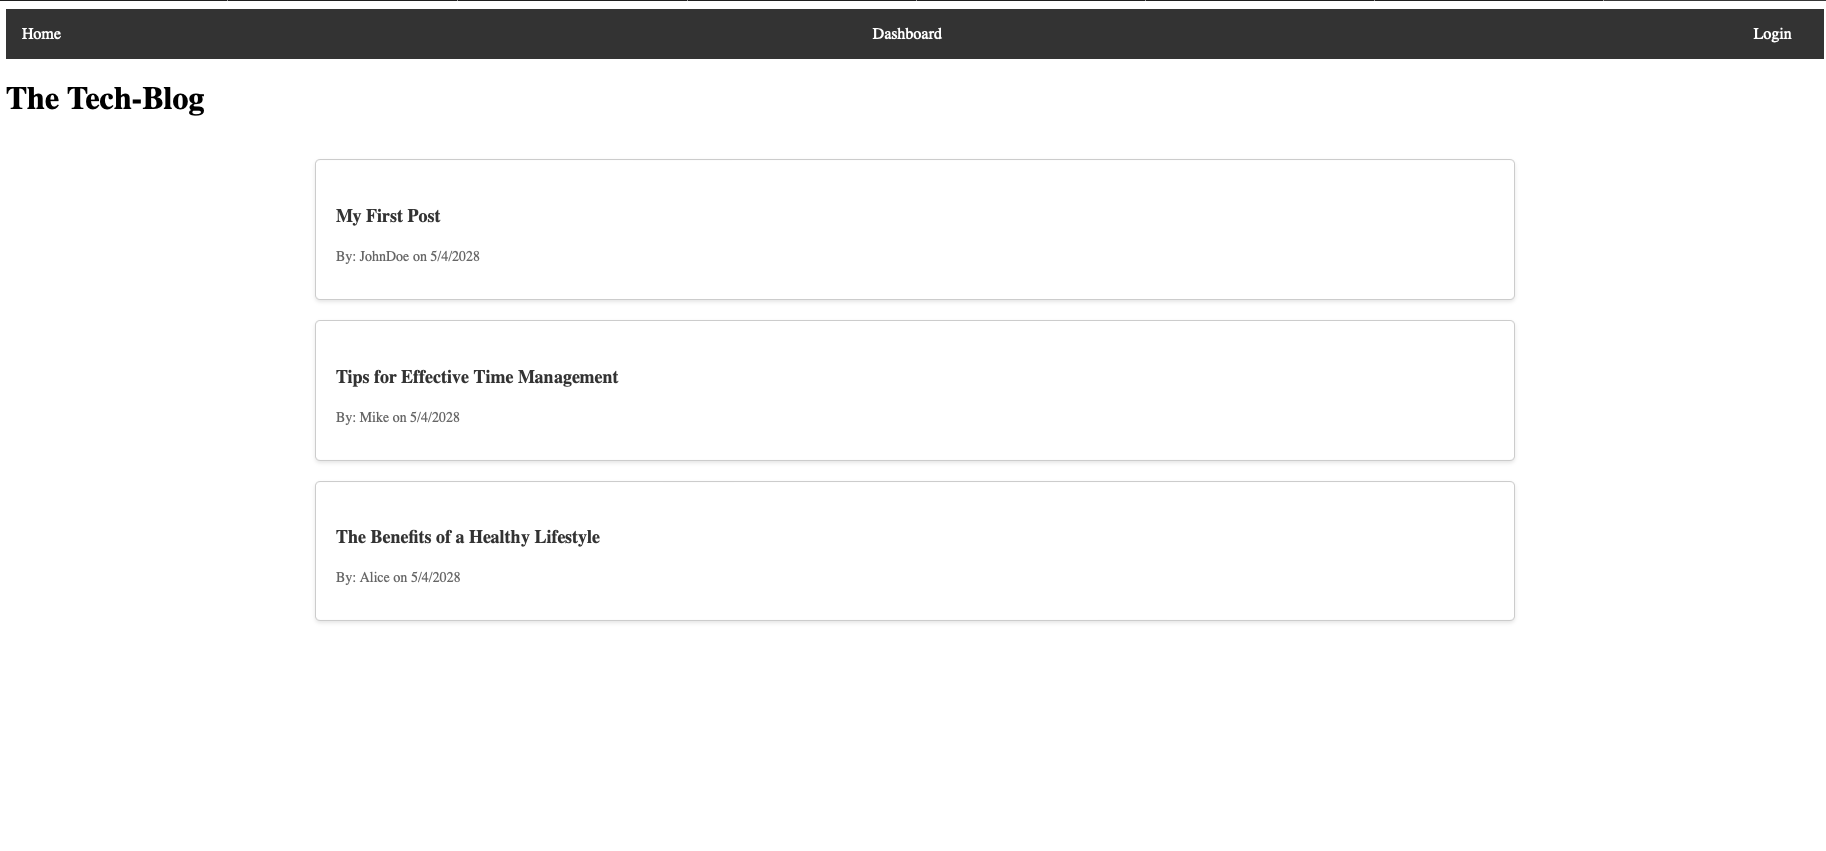 Home Dashboard Login
The Tech-Blog
My First Post
By: JohnDoe on 5/4/2028
Tips for Effective Time Management
By: Mike on 5/4/2028
The Benefits of a Healthy Lifestyle
By: Alice on 5/4/2028